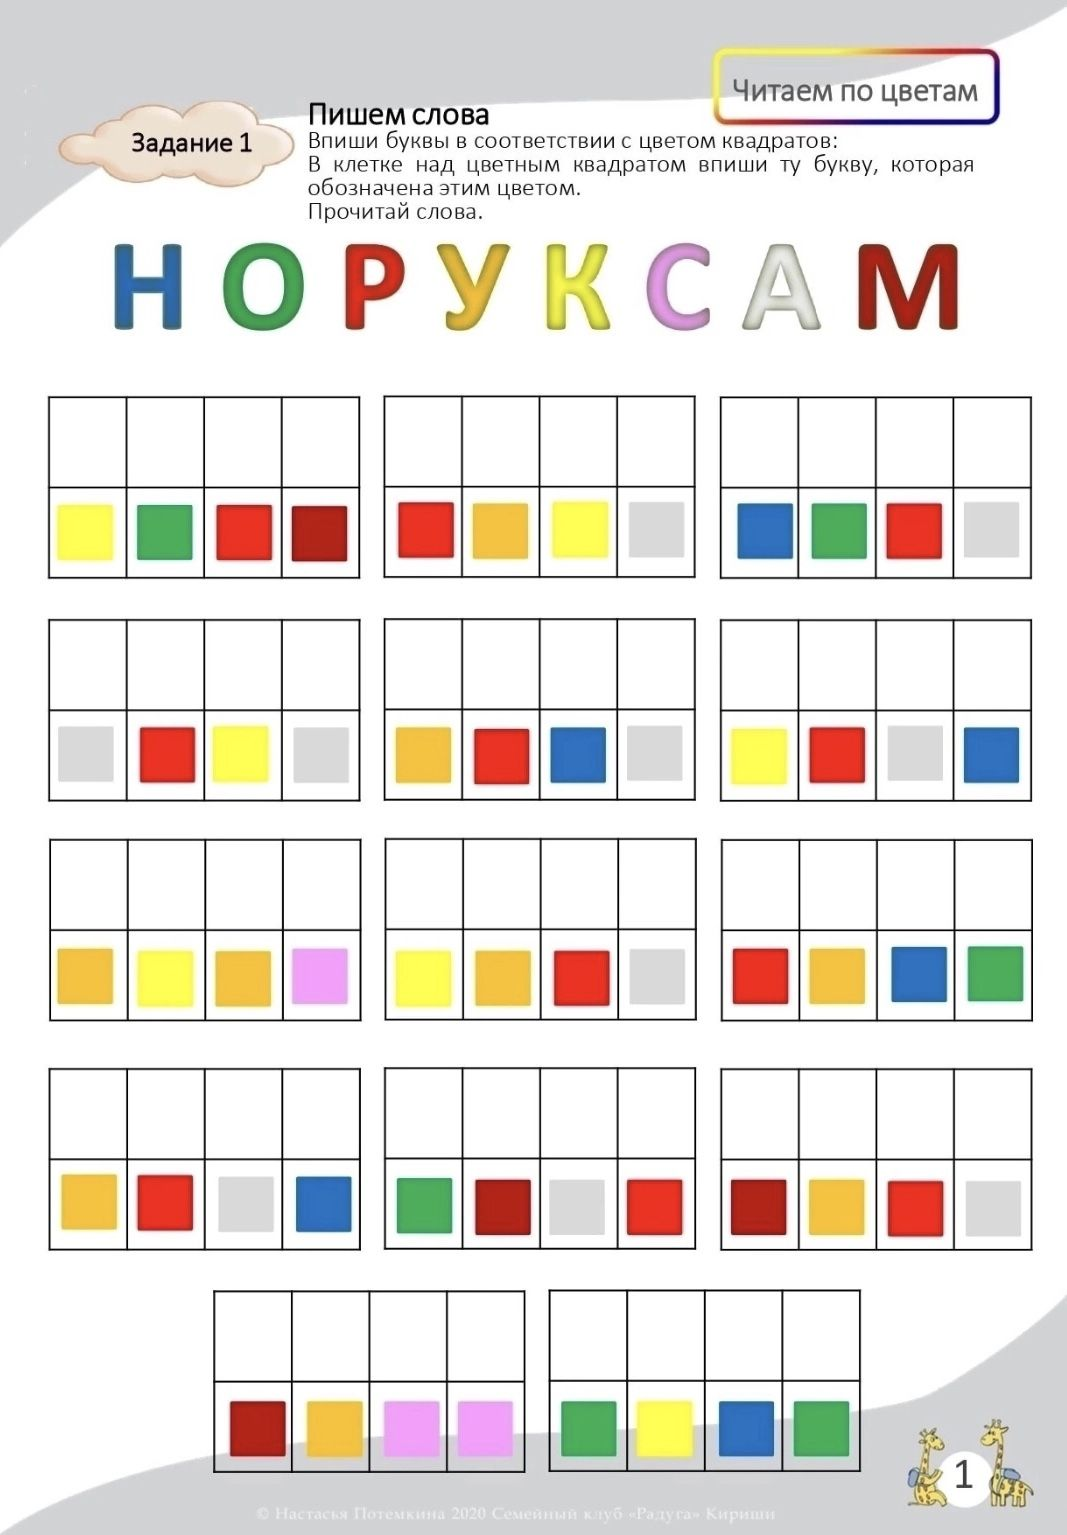 Читаем по цветам
Задание 1
Пишем слова
Впиши буквы в соответствии с цветом квадратов:
В клетке над цветным квадратом впиши ту букву, которая
обозначена этим цветом.
Прочитай слова.
Н О Р У К С А М
1
© Настасья Потемкина 2020 Семейный клуб «Радуга» Кириши